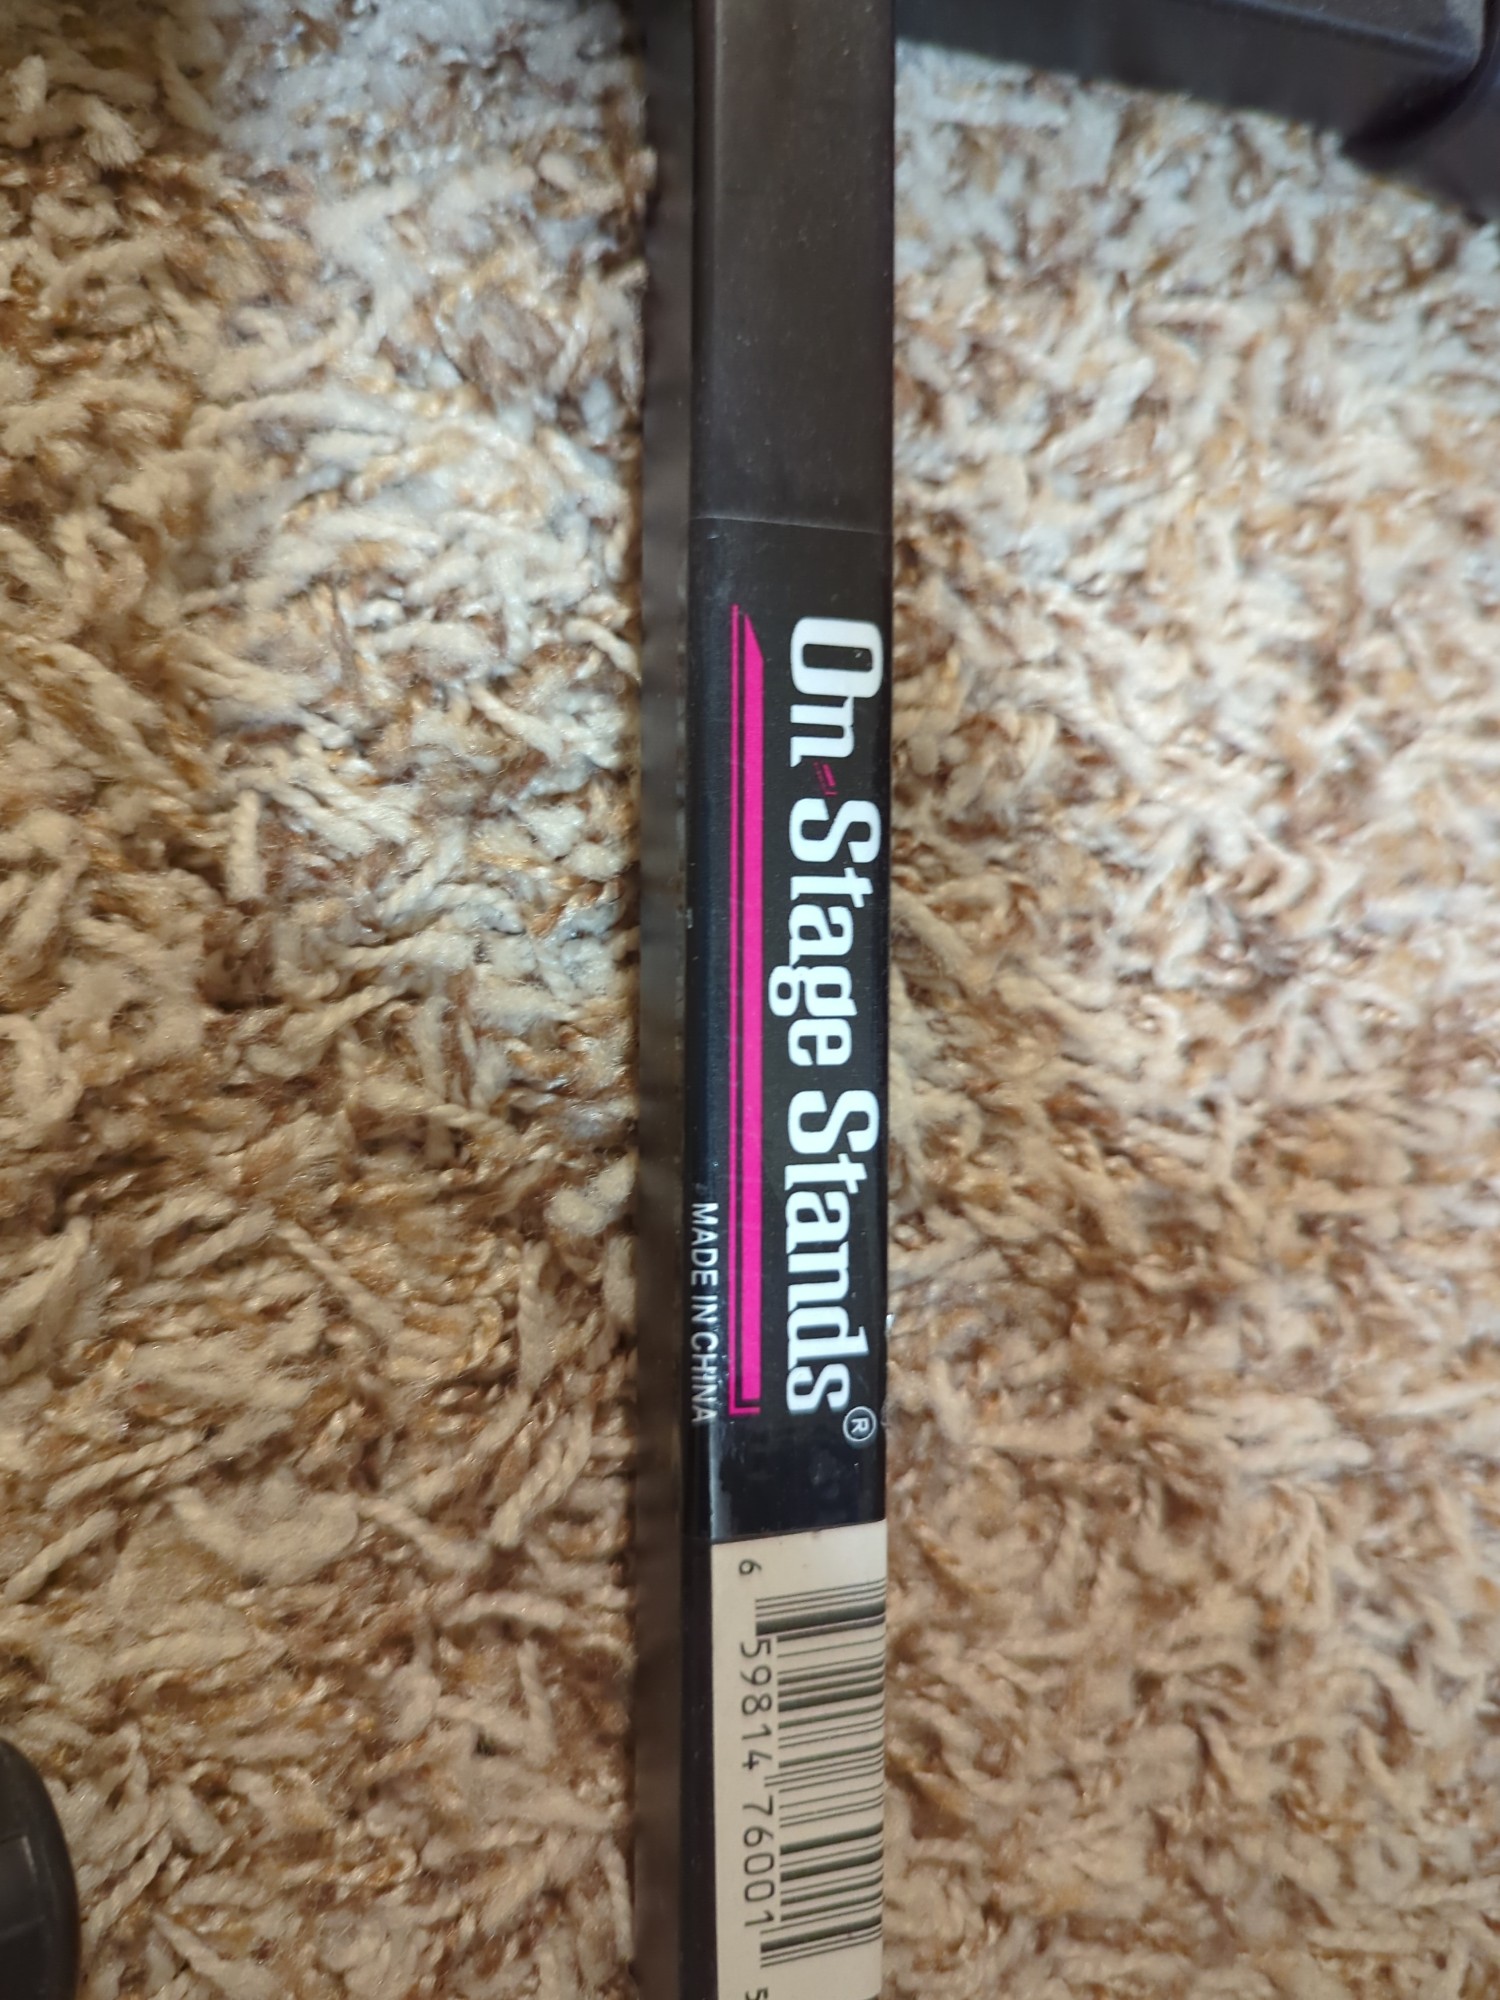 On-Stage Stands®
MADE IN CHINA
6 59814 76001 5